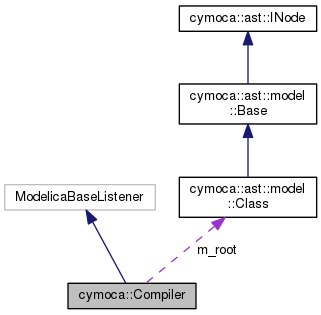 cymoca::ast::INode
cymoca::ast::model
::Base
cymoca::ast::model
::Class
ModelicaBaseListener
m_root
cymoca::Compiler